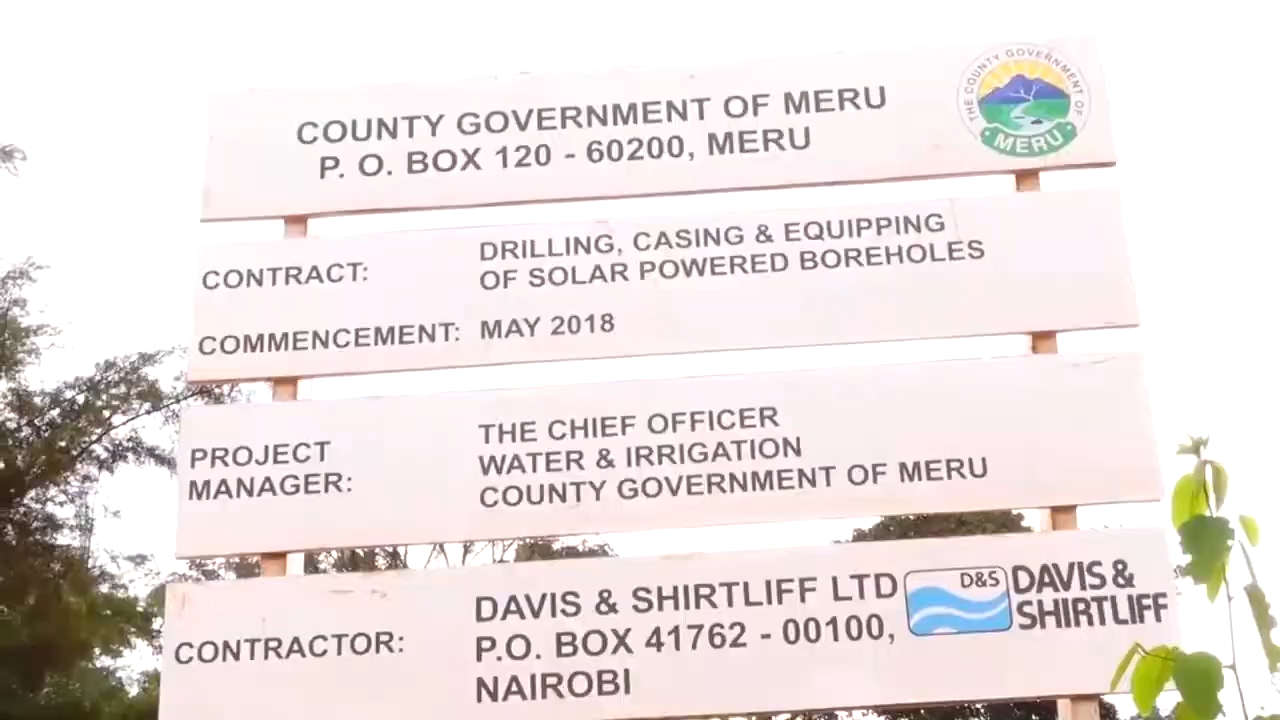 COUNTY GOVERNMENT OF MERU
P. O. BOX 120 - 60200, MERU
THE COUNTY GOVERNMENT OF
MERU
CONTRACT: DRILLING, CASING & EQUIPPING
OF SOLAR POWERED BOREHOLES
COMMENCEMENT: MAY 2018
PROJECT
MANAGER:
THE CHIEF OFFICER
WATER & IRRIGATION
COUNTY GOVERNMENT OF MERU
CONTRACTOR:
DAVIS & SHIRTLIFF LTD
P.O. BOX 41762 - 00100,
NAIROBI
D&S
DAVIS &
SHIRTLIFF